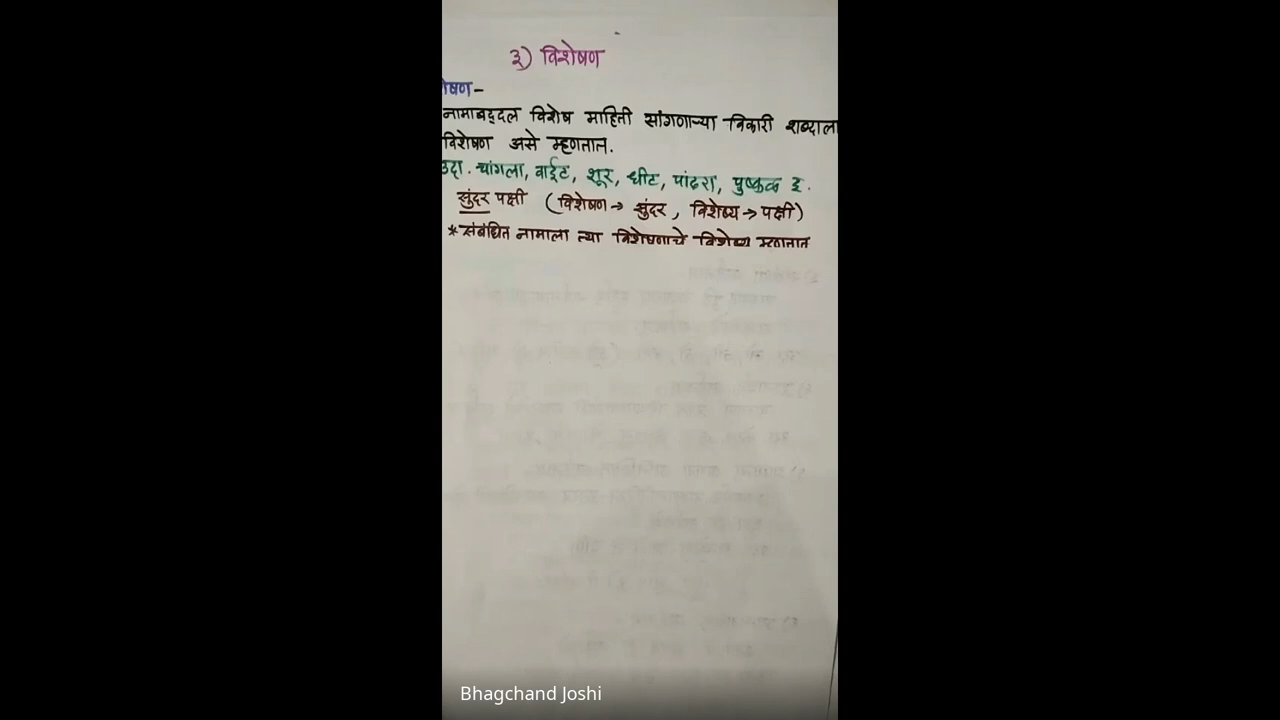 ३) विशेषण
शेषण-
नामाबद्दल विशेष माहिती सांगणाऱ्या विकारी शब्दाला
विशेषण असे म्हणतात.
उदा. चांगला, वाईट, शूर, धीट, पांढरा, पुष्कळ इ.
सुंदर पक्षी (विशेषण → सुंदर, विशेष्य → पक्षी)
*संबंधित नामाला त्या विशेषणाचे विशेष्य म्हणतात
Bhagchand Joshi